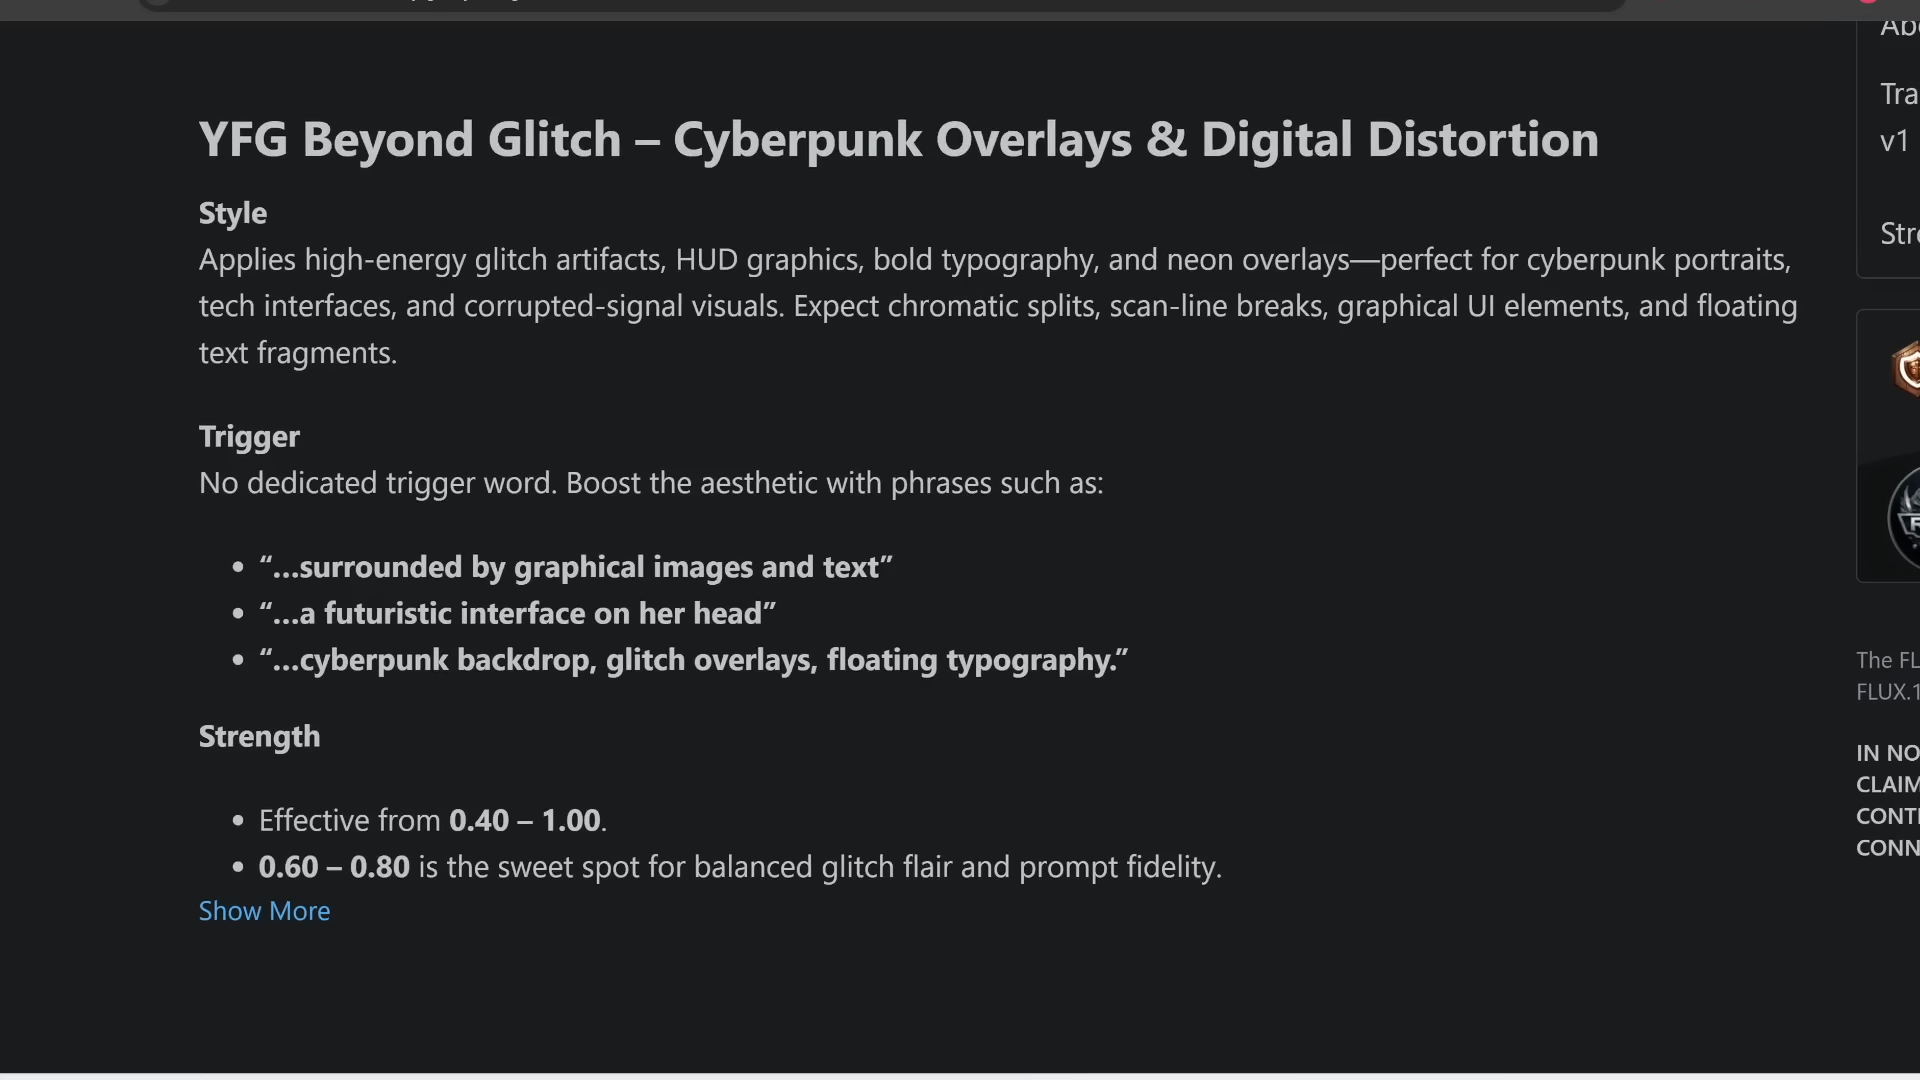 YFG Beyond Glitch – Cyberpunk Overlays & Digital Distortion
Style
Applies high-energy glitch artifacts, HUD graphics, bold typography, and neon overlays—perfect for cyberpunk portraits,
tech interfaces, and corrupted-signal visuals. Expect chromatic splits, scan-line breaks, graphical UI elements, and floating
text fragments.
Trigger
No dedicated trigger word. Boost the aesthetic with phrases such as:
• “…surrounded by graphical images and text”
• “…a futuristic interface on her head”
• “…cyberpunk backdrop, glitch overlays, floating typography.”
Strength
• Effective from 0.40 – 1.00.
• 0.60 – 0.80 is the sweet spot for balanced glitch flair and prompt fidelity.
Show More
Tra
v1
Str
The FL
FLUX.1
IN NO
CLAIM
CONT
CONN